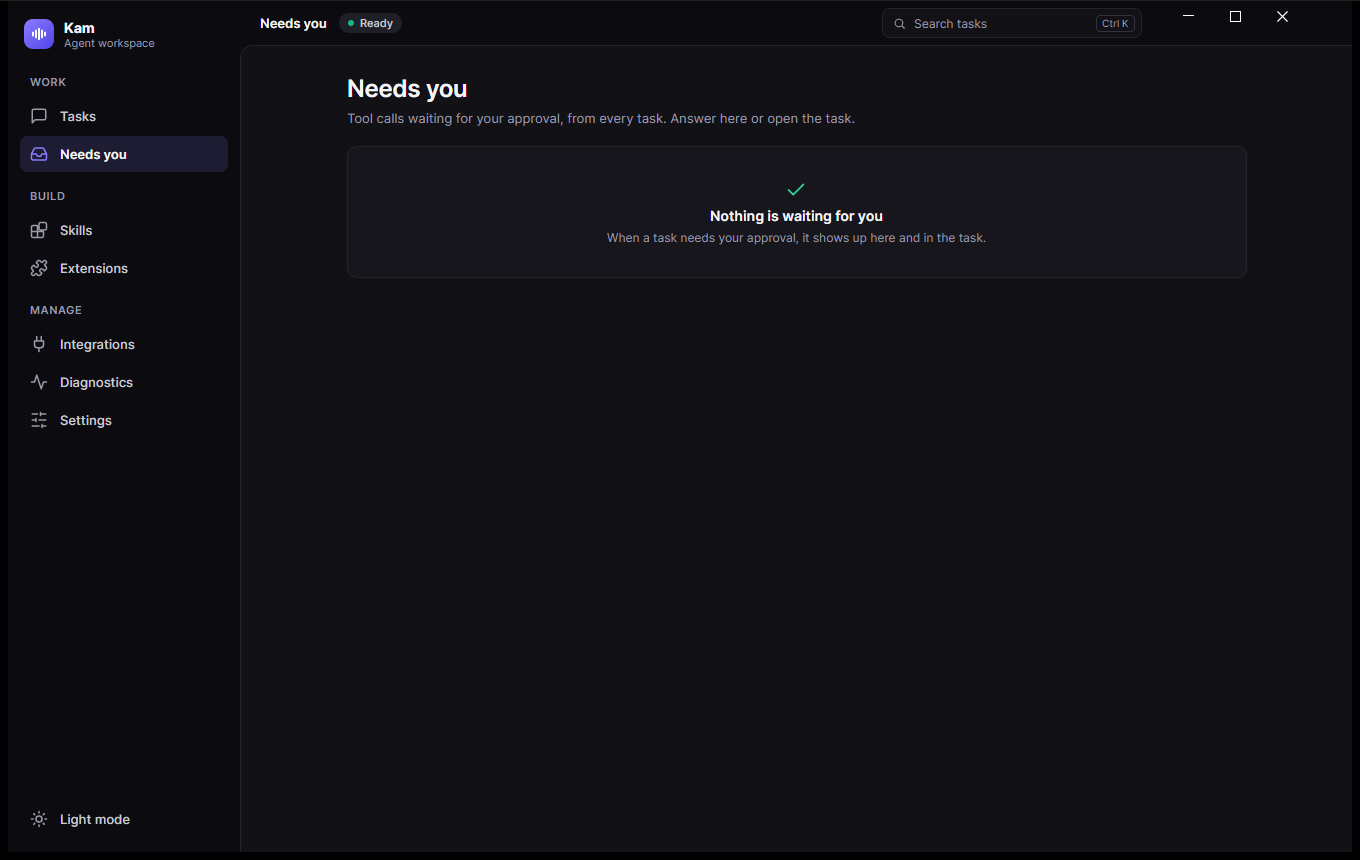 Kam
Agent workspace
WORK
Tasks
Needs you
BUILD
Skills
Extensions
MANAGE
Integrations
Diagnostics
Settings
Light mode
Needs you
Ready
Search tasks
Ctrl K
Needs you
Tool calls waiting for your approval, from every task. Answer here or open the task.
Nothing is waiting for you
When a task needs your approval, it shows up here and in the task.